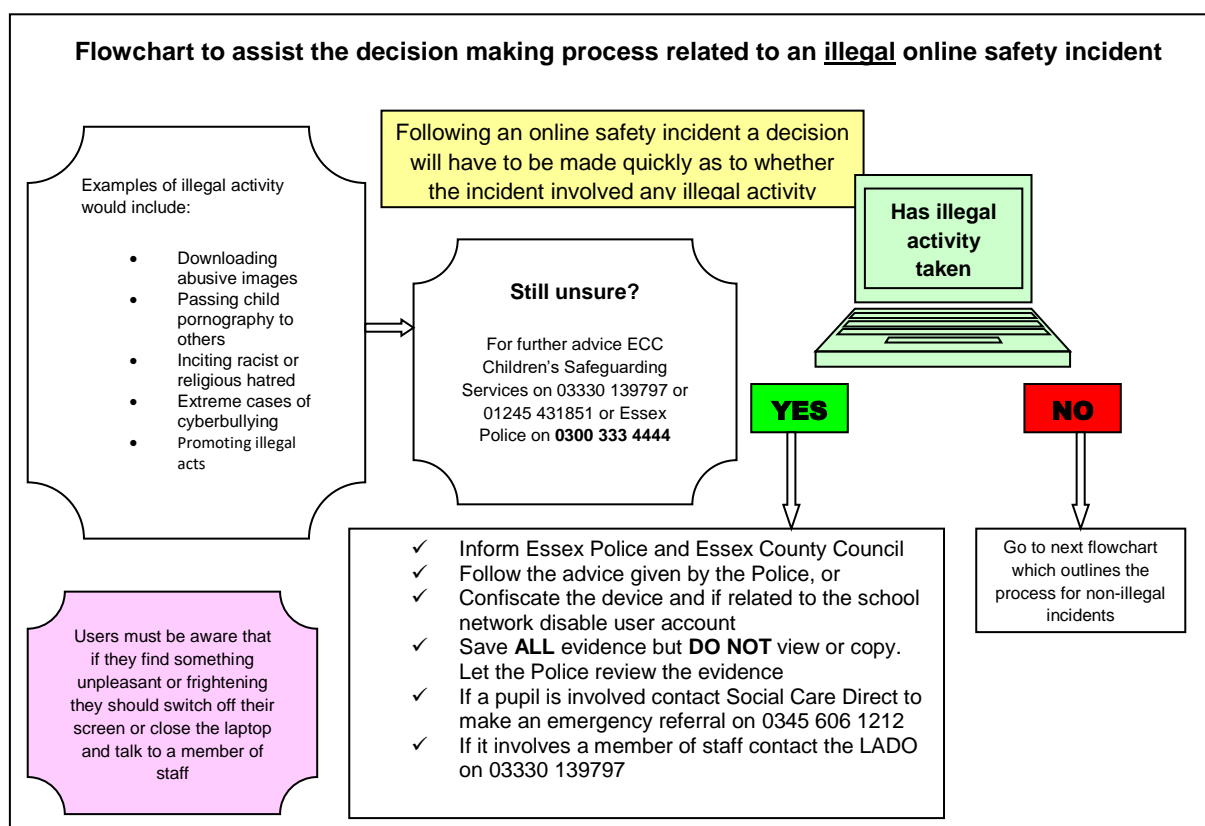 Flowchart to assist the decision making process related to an illegal online safety incident
Following an online safety incident a decision
will have to be made quickly as to whether
the incident involved any illegal activity
Examples of illegal activity
would include:
• Downloading
abusive images
• Passing child
pornography to
others
• Inciting racist or
religious hatred
• Extreme cases of
cyberbullying
• Promoting illegal
acts
Still unsure?
For further advice ECC
Children's Safeguarding
Services on 03330 139797 or
01245 431851 or Essex
Police on 0300 333 4444
Has illegal
activity
taken
YES
NO
✓ Inform Essex Police and Essex County Council
✓ Follow the advice given by the Police, or
✓ Confiscate the device and if related to the school
network disable user account
✓ Save ALL evidence but DO NOT view or copy.
Let the Police review the evidence
✓ If a pupil is involved contact Social Care Direct to
make an emergency referral on 0345 606 1212
✓ If it involves a member of staff contact the LADO
on 03330 139797
Go to next flowchart
which outlines the
process for non-illegal
incidents
Users must be aware that
if they find something
unpleasant or frightening
they should switch off their
screen or close the laptop
and talk to a member of
staff